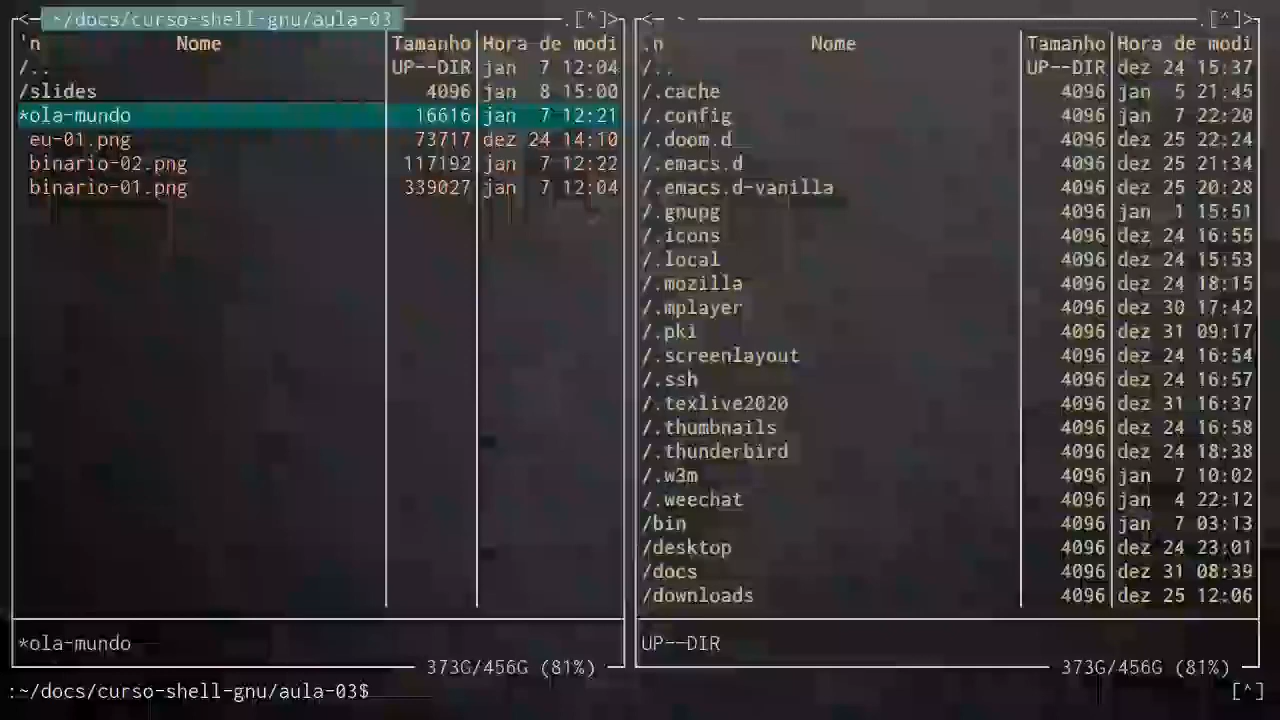 ~/docs/curso-shell-gnu/aula-03 .[^]>
'n Nome Tamanho Hora de modi
/.. UP--DIR jan 7 12:04
/slides 4096 jan 8 15:00
*ola-mundo 16616 jan 7 12:21
eu-01.png 73717 dez 24 14:10
binario-02.png 117192 jan 7 12:22
binario-01.png 339027 jan 7 12:04
*ola-mundo
373G/456G (81%)
~ .[^]>
.n Nome Tamanho Hora de modi
/.. UP--DIR dez 24 15:37
/.cache 4096 jan 5 21:45
/.config 4096 jan 7 22:20
/.doom.d 4096 dez 25 22:24
/.emacs.d 4096 dez 25 21:34
/.emacs.d-vanilla 4096 dez 25 20:28
/.gnupg 4096 jan 1 15:51
/.icons 4096 dez 24 16:55
/.local 4096 dez 24 15:53
/.mozilla 4096 dez 24 18:15
/.mplayer 4096 dez 30 17:42
/.pki 4096 dez 31 09:17
/.screenlayout 4096 dez 24 16:54
/.ssh 4096 dez 24 16:57
/.texlive2020 4096 dez 31 16:37
/.thumbnails 4096 dez 24 16:58
/.thunderbird 4096 dez 24 18:38
/.w3m 4096 jan 7 10:02
/.weechat 4096 jan 4 22:12
/bin 4096 jan 7 03:13
/desktop 4096 dez 24 23:01
/docs 4096 dez 31 08:39
/downloads 4096 dez 25 12:06
UP--DIR
373G/456G (81%)
:~/docs/curso-shell-gnu/aula-03$ [^]